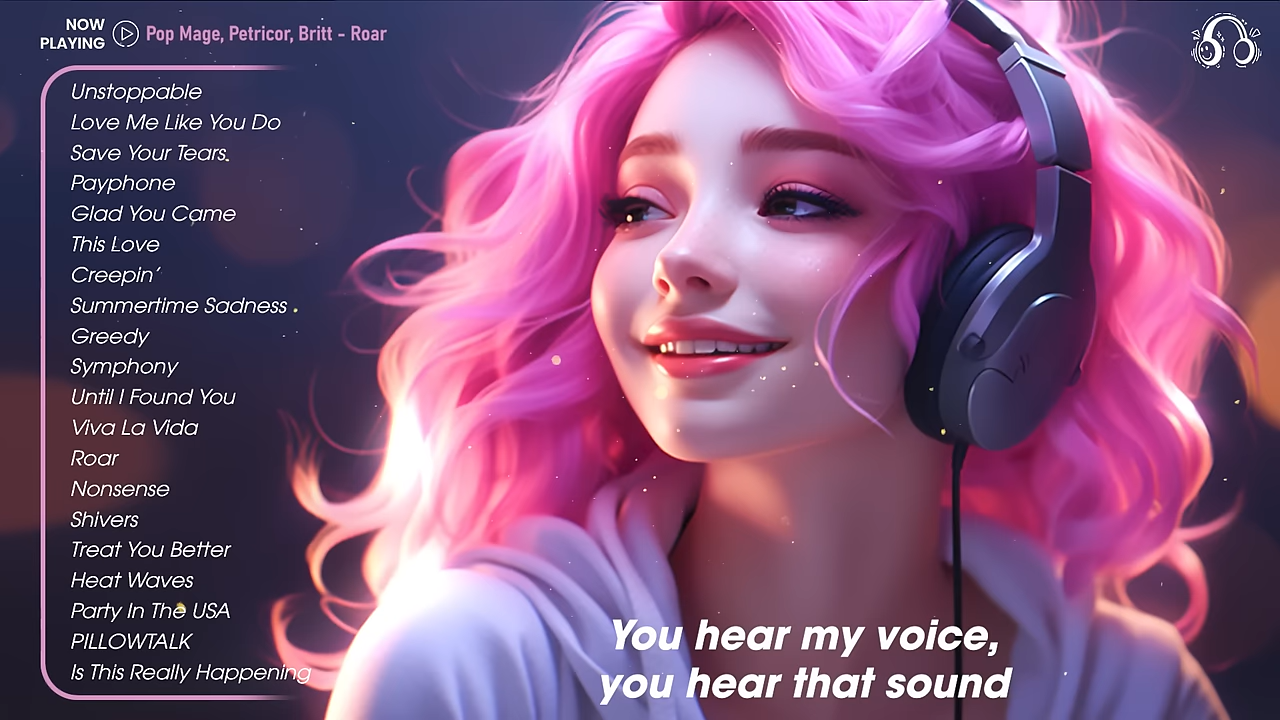 NOW
PLAYING
Pop Mage, Petricor, Britt - Roar
Unstoppable
Love Me Like You Do
Save Your Tears
Payphone
Glad You Came
This Love
Creepin’
Summertime Sadness
Greedy
Symphony
Until I Found You
Viva La Vida
Roar
Nonsense
Shivers
Treat You Better
Heat Waves
Party In The USA
PILLOWTALK
Is This Really Happening
You hear my voice,
you hear that sound